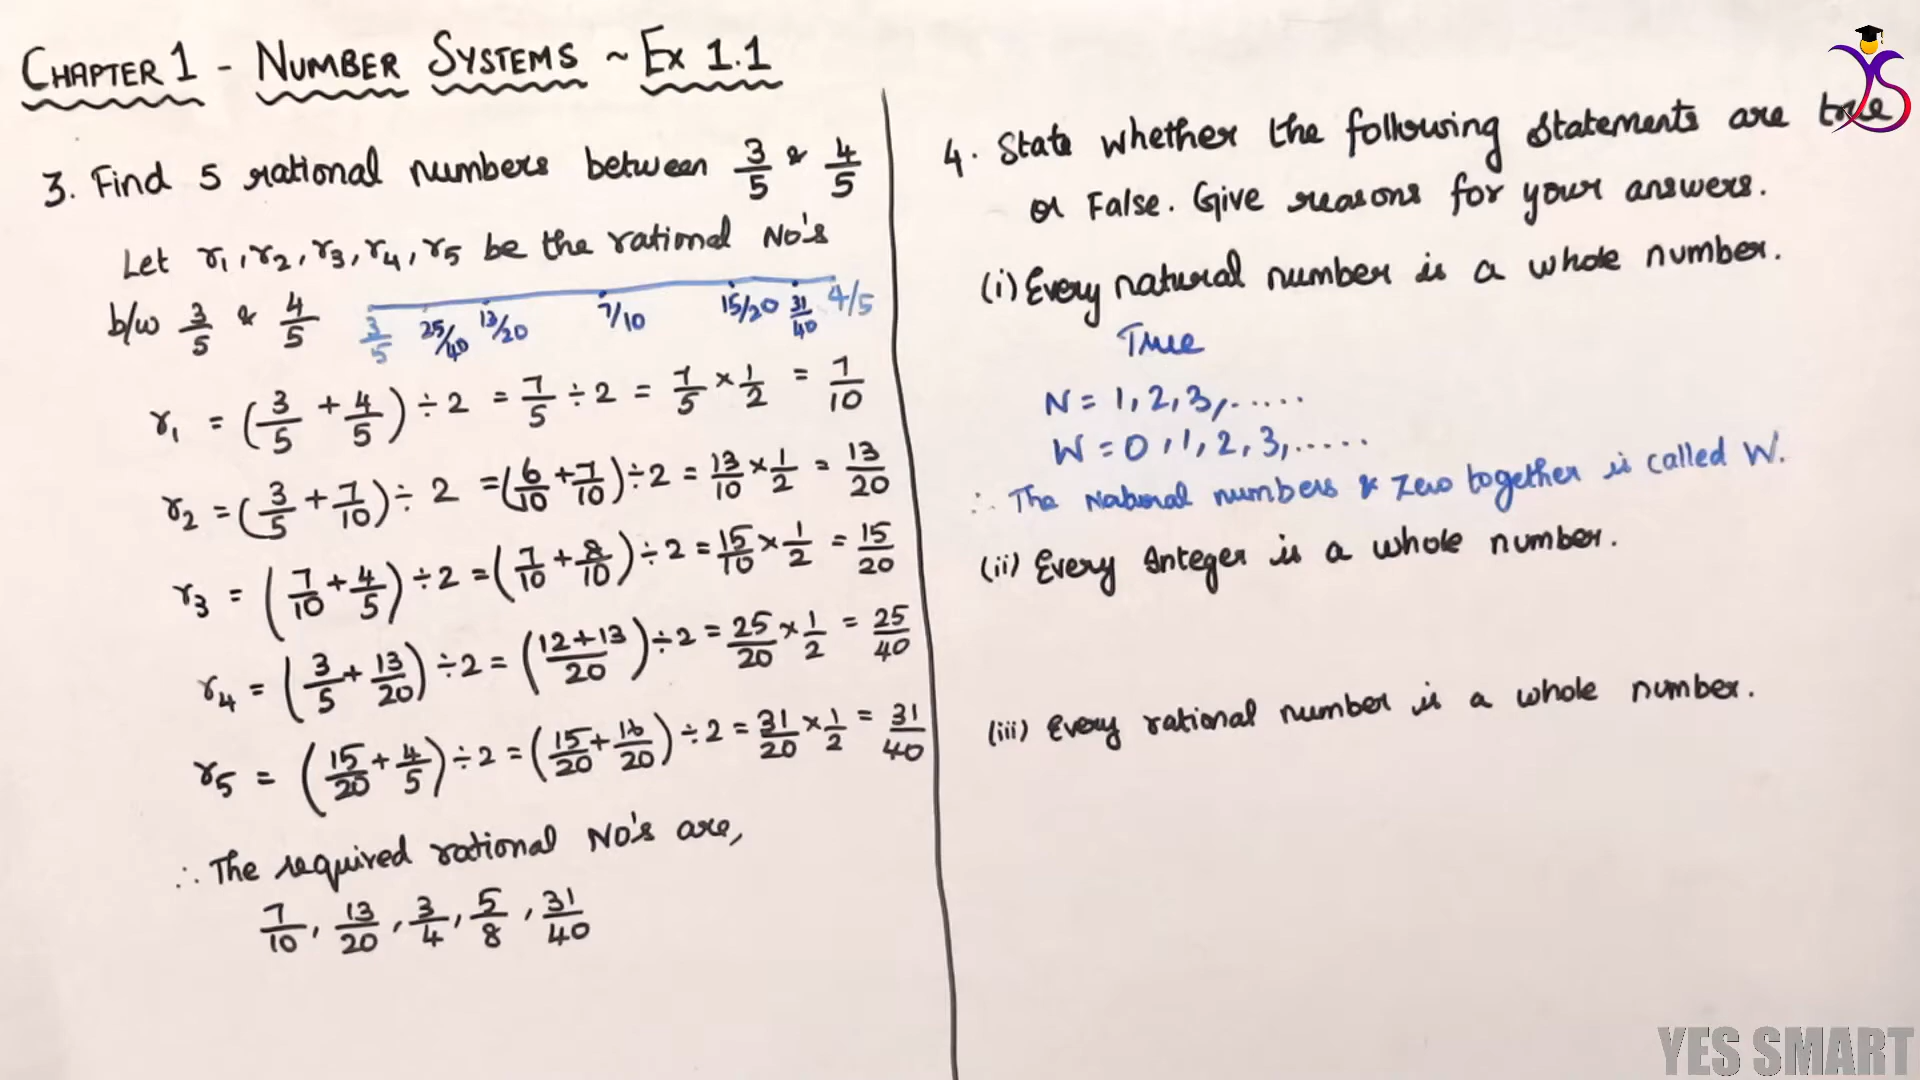 CHAPTER 1 - NUMBER SYSTEMS ~ Ex 1.1
3. Find 5 rational numbers between 3/5 & 4/5
Let r1, r2, r3, r4, r5 be the rational No's
b/w 3/5 & 4/5
3/5 25/40 13/20 7/10 15/20 31/40 4/5
r1 = (3/5 + 4/5) ÷ 2 = 7/5 ÷ 2 = 7/5 × 1/2 = 7/10
r2 = (3/5 + 7/10) ÷ 2 = (6/10 + 7/10) ÷ 2 = 13/10 × 1/2 = 13/20
r3 = (7/10 + 4/5) ÷ 2 = (7/10 + 8/10) ÷ 2 = 15/10 × 1/2 = 15/20
r4 = (3/5 + 13/20) ÷ 2 = (12+13/20) ÷ 2 = 25/20 × 1/2 = 25/40
r5 = (15/20 + 4/5) ÷ 2 = (15/20 + 16/20) ÷ 2 = 31/20 × 1/2 = 31/40
∴ The required rational No's are,
7/10, 13/20, 3/4, 5/8, 31/40
4. State whether the following statements are true
or False. Give reasons for your answers.
(i) Every natural number is a whole number.
True
N = 1, 2, 3, .....
W = 0, 1, 2, 3, .....
∴ The Natural numbers & Zero together is called W.
(ii) Every Integer is a whole number.
(iii) Every rational number is a whole number.
YS
YES SMART